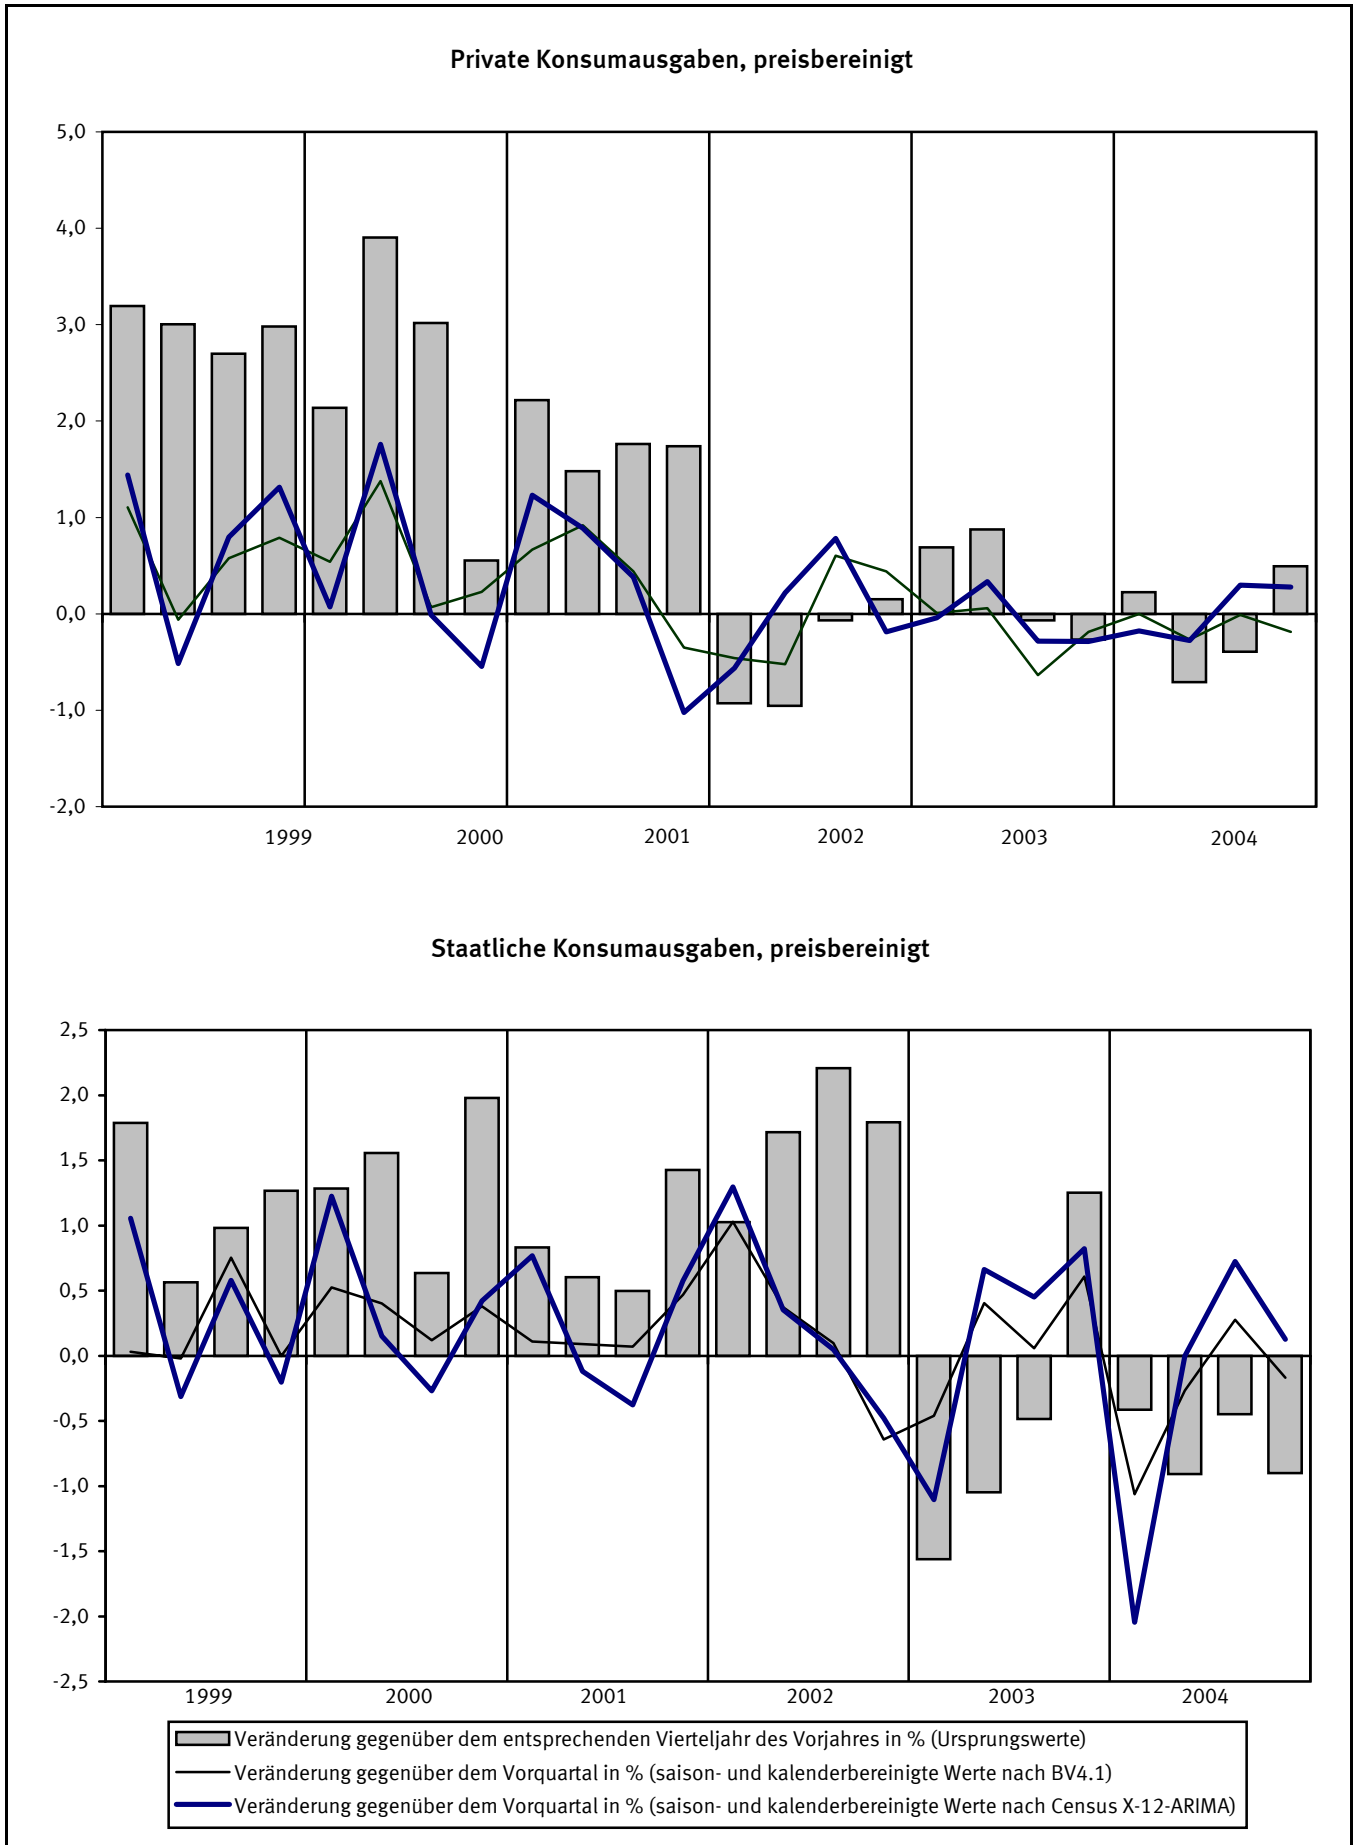 Private Konsumausgaben, preisbereinigt
5,0
4,0
3,0
2,0
1,0
0,0
-1,0
-2,0
1999 2000 2001 2002 2003 2004
Staatliche Konsumausgaben, preisbereinigt
2,5
2,0
1,5
1,0
0,5
0,0
-0,5
-1,0
-1,5
-2,0
-2,5
1999 2000 2001 2002 2003 2004
Veränderung gegenüber dem entsprechenden Vierteljahr des Vorjahres in % (Ursprungswerte)
Veränderung gegenüber dem Vorquartal in % (saison- und kalenderbereinigte Werte nach BV4.1)
Veränderung gegenüber dem Vorquartal in % (saison- und kalenderbereinigte Werte nach Census X-12-ARIMA)